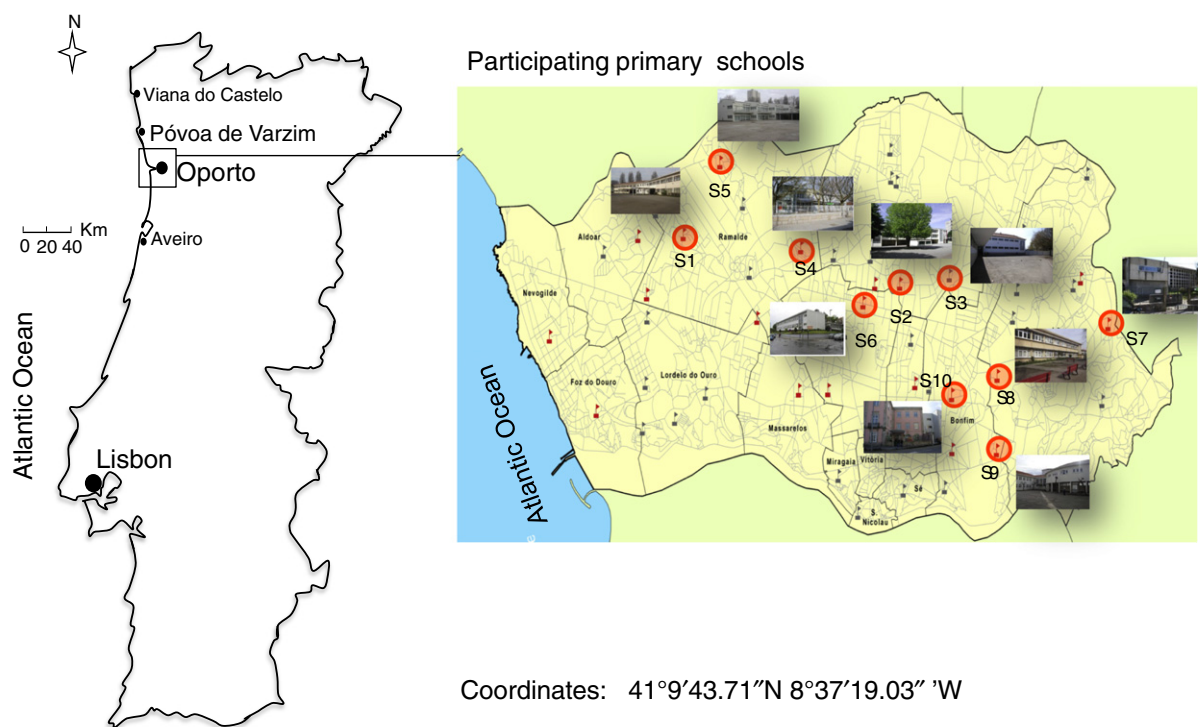 N
Viana do Castelo
Póvoa de Varzim
Oporto
Km
0 20 40
Aveiro
Atlantic Ocean
Lisbon
Participating primary schools
S5
Aldoar
S1
Ramalde
S4
Nevogilde
S2
S3
S6
S7
Foz do Douro
Lordelo do Ouro
S10
S8
Massarelos
Bonfim
Atlantic Ocean
Miragaia
Vitória
S9
Sé
S.
Nicolau
Coordinates: 41°9′43.71″N 8°37′19.03″ 'W